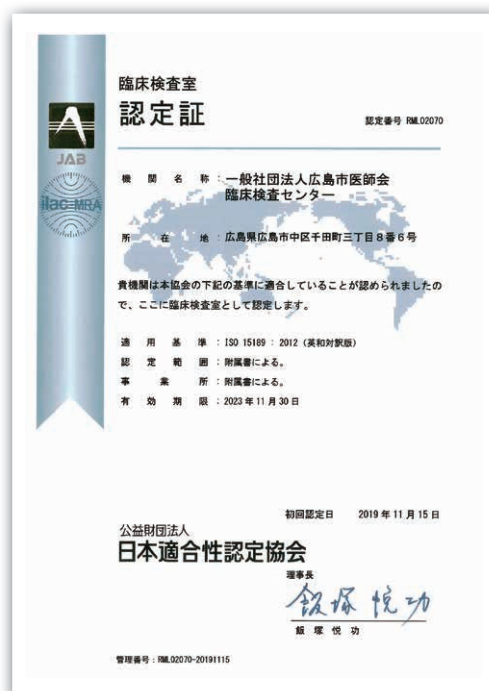 臨床検査室
認定証
認定番号 RML02070
JAB
ilac-MRA
機関名称：一般社団法人広島市医師会
臨床検査センター
所在地：広島県広島市中区千田町三丁目８番６号
貴機関は本協会の下記の基準に適合していることが認められましたの
で、ここに臨床検査室として認定します。
適用基準：ISO 15189：2012（英和対訳版）
認定範囲：附属書による。
事業所：附属書による。
有効期限：2023年11月30日
初回認定日 2019年11月15日
公益財団法人
日本適合性認定協会
理事長
飯塚悦功
飯塚悦功
管理番号：RML02070-20191115